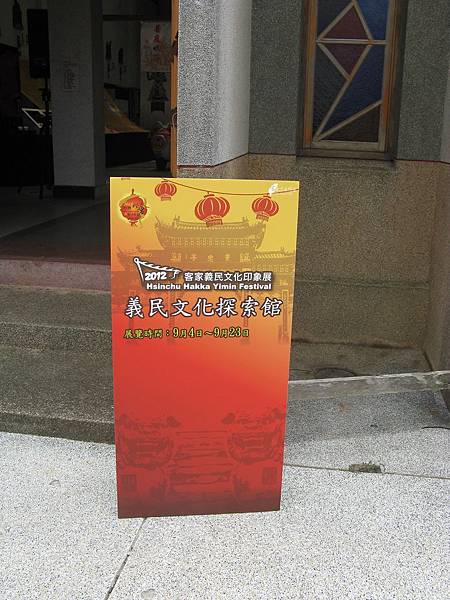 2012 客家義民文化印象展
Hsinchu Hakka Yimin Festival
義民文化探索館
展覽時間：9月4日～9月23日